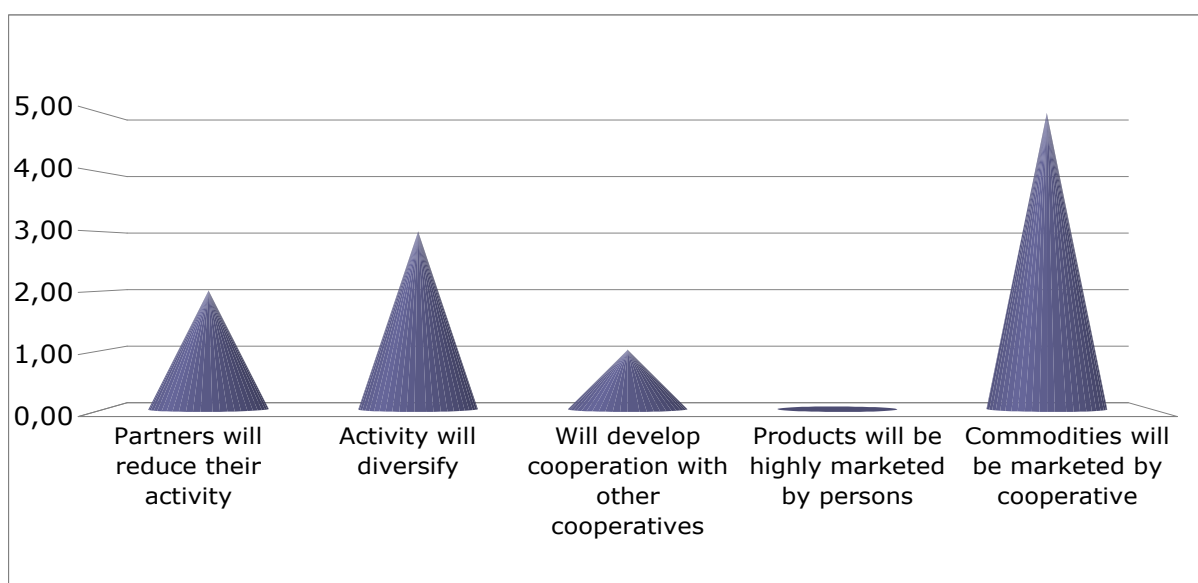 5,00
4,00
3,00
2,00
1,00
0,00
Partners will
reduce their
activity
Activity will
diversify
Will develop
cooperation with
other
cooperatives
Products will be
highly marketed
by persons
Commodities will
be marketed by
cooperative